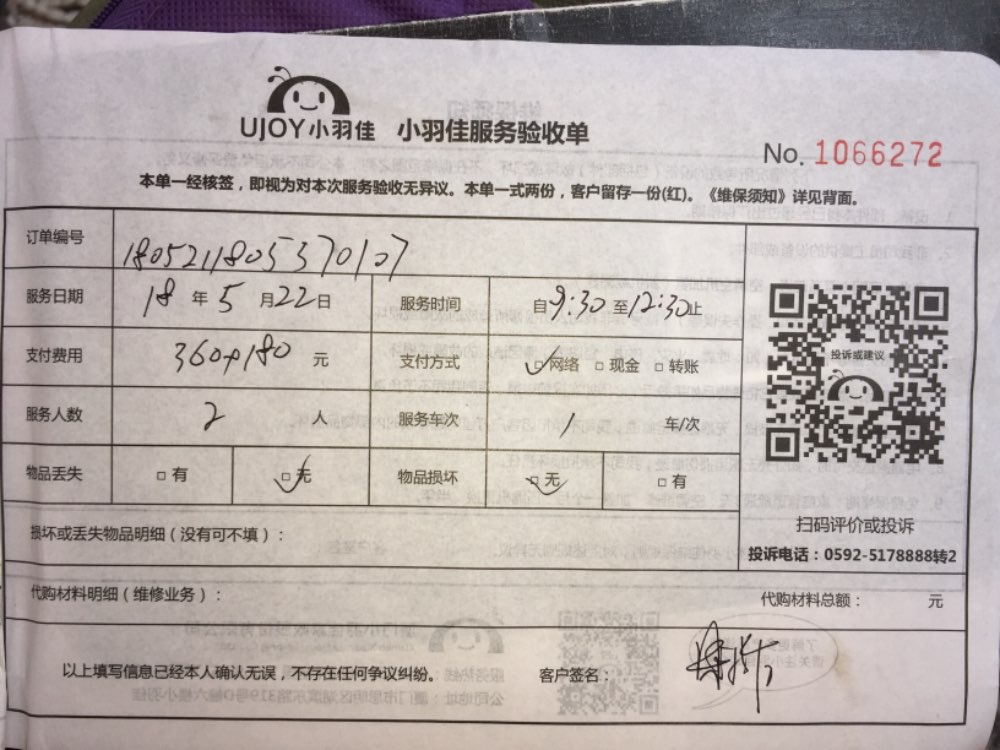 UJOY小羽佳 小羽佳服务验收单
No. 1066272
本单一经核签，即视为对本次服务验收无异议。本单一式两份，客户留存一份(红)。《维保须知》详见背面。
订单编号 1805211805370107
服务日期 18 年 5 月 22 日 服务时间 自9:30至12:30止
支付费用 360+180 元 支付方式 网络 现金 转账
投诉或建议
服务人数 2 人 服务车次 1 车/次
物品丢失 有 无 物品损坏 无 有
扫码评价或投诉
损坏或丢失物品明细（没有可不填）：
投诉电话：0592-5178888转2
代购材料明细（维修业务）： 代购材料总额： 元
以上填写信息已经本人确认无误，不存在任何争议纠纷。 客户签名：